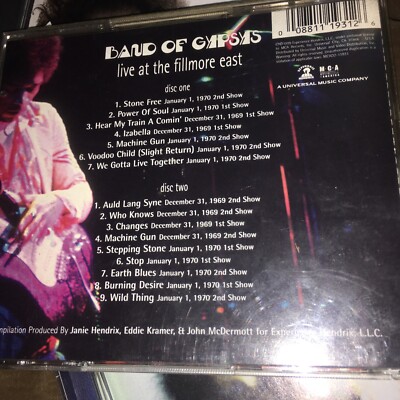 BAND OF GYPSYS
live at the fillmore east
disc one
1. Stone Free January 1, 1970 2nd Show
2. Power Of Soul January 1, 1970 1st Show
3. Hear My Train A Comin' December 31, 1969 1st Show
4. Izabella December 31, 1969 1st Show
5. Machine Gun January 1, 1970 2nd Show
6. Voodoo Child (Slight Return) January 1, 1970 2nd Show
7. We Gotta Live Together January 1, 1970 2nd Show
disc two
1. Auld Lang Syne December 31, 1969 2nd Show
2. Who Knows December 31, 1969 2nd Show
3. Changes December 31, 1969 1st Show
4. Machine Gun December 31, 1969 1st Show
5. Stepping Stone January 1, 1970 1st Show
6. Stop January 1, 1970 1st Show
7. Earth Blues January 1, 1970 1st Show
8. Burning Desire January 1, 1970 1st Show
9. Wild Thing January 1, 1970 2nd Show
mpilation Produced By Janie Hendrix, Eddie Kramer, & John McDermott for Experience Hendrix, L.L.C.
0 08811 19312 6
MCA
A UNIVERSAL MUSIC COMPANY